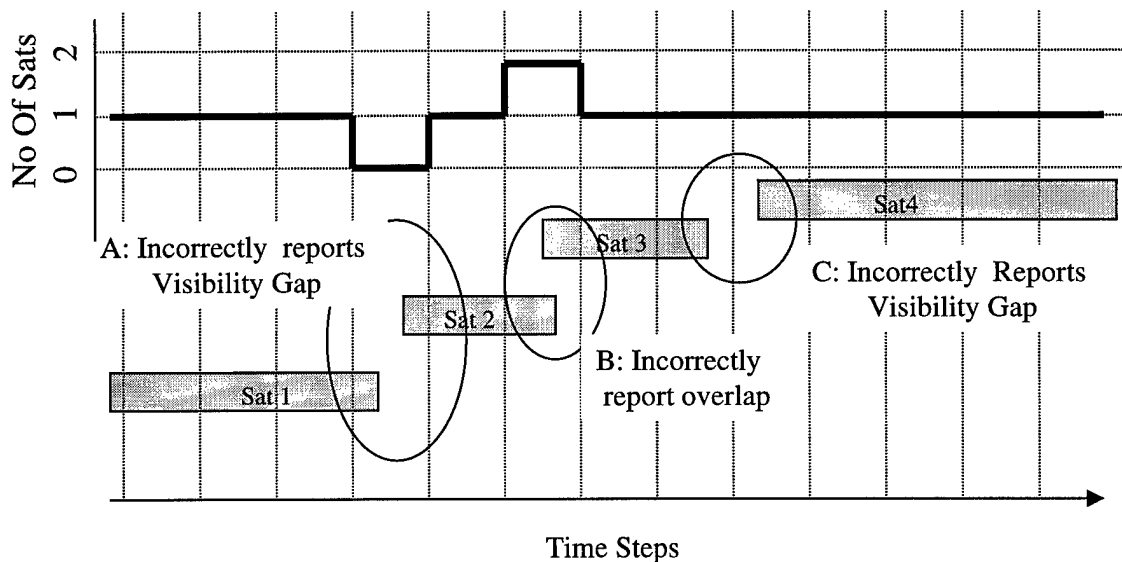 No Of Sats
2
1
0
Sat4
Sat 3
A: Incorrectly reports
Visibility Gap
C: Incorrectly Reports
Visibility Gap
Sat 2
B: Incorrectly
report overlap
Sat 1
Time Steps